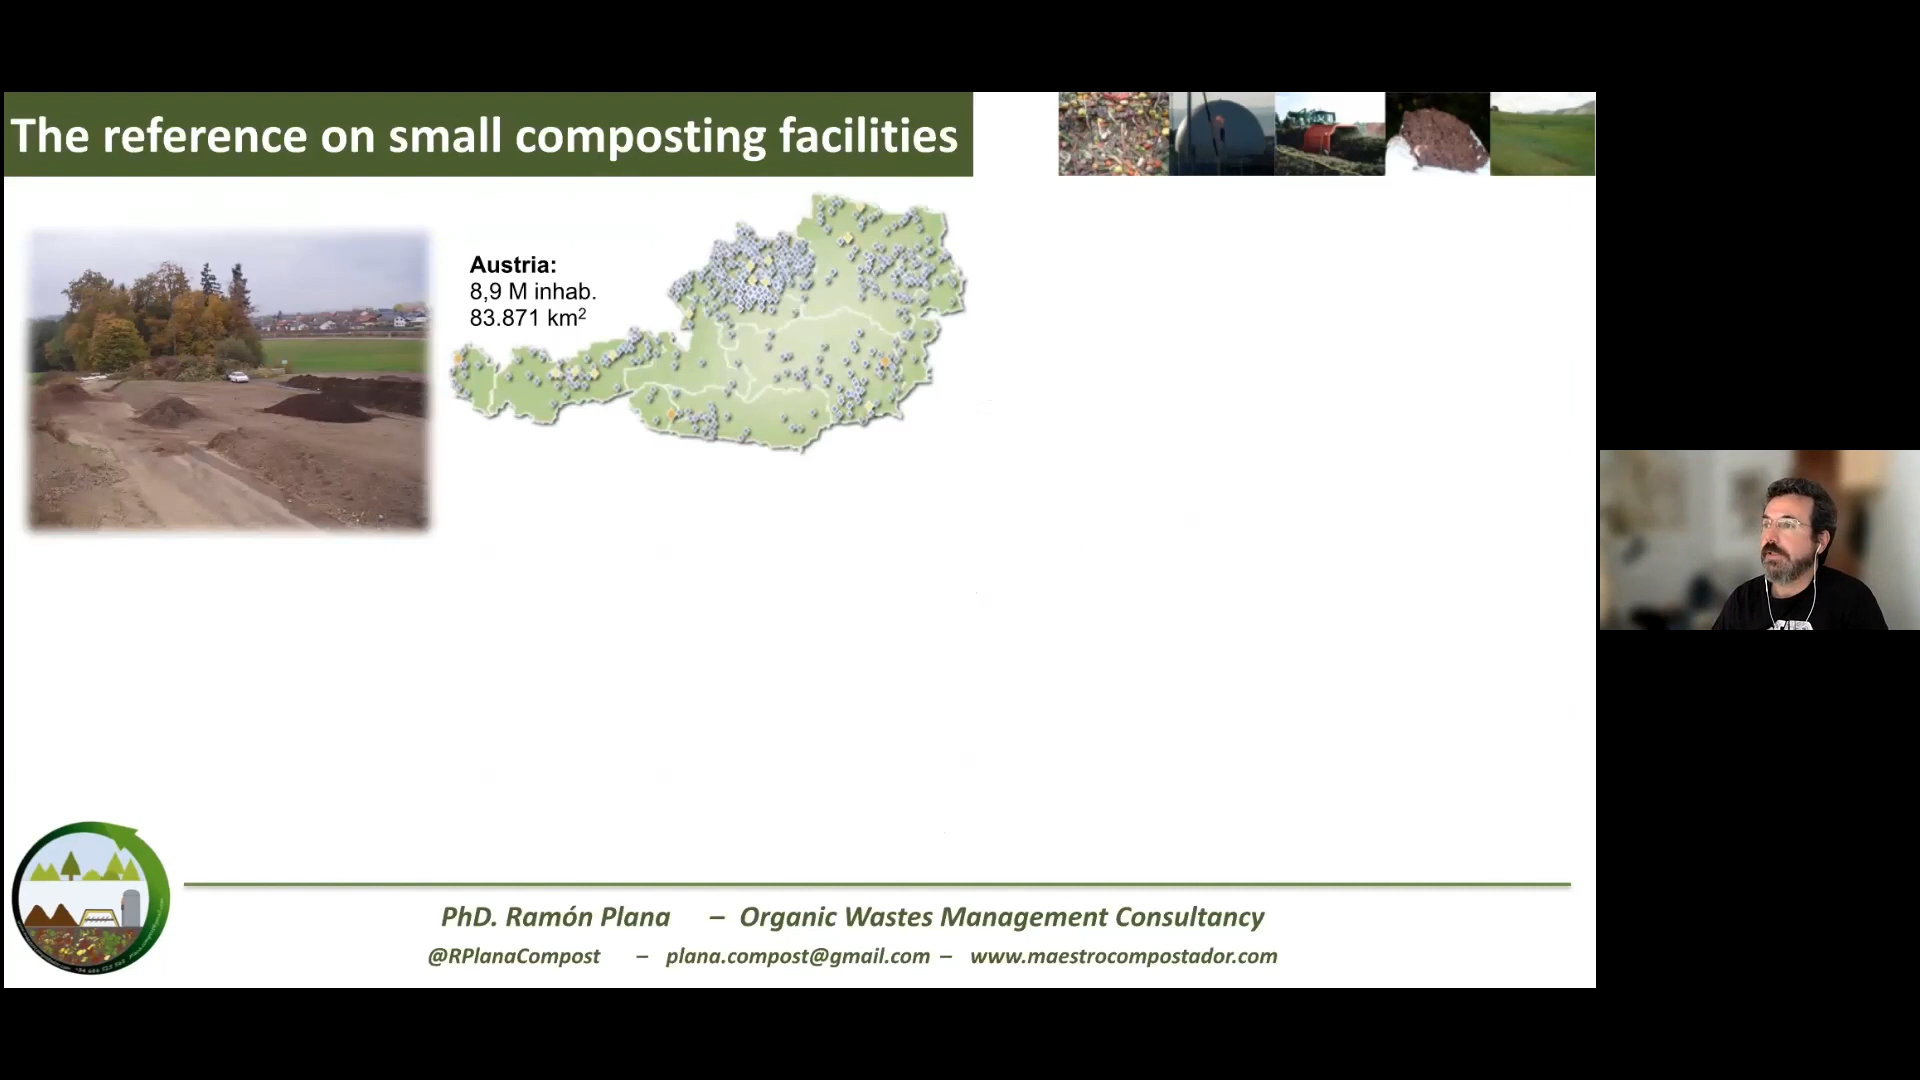 The reference on small composting facilities
Austria:
8,9 M inhab.
83.871 km²
PhD. Ramón Plana – Organic Wastes Management Consultancy
@RPlanaCompost – plana.compost@gmail.com – www.maestrocompostador.com